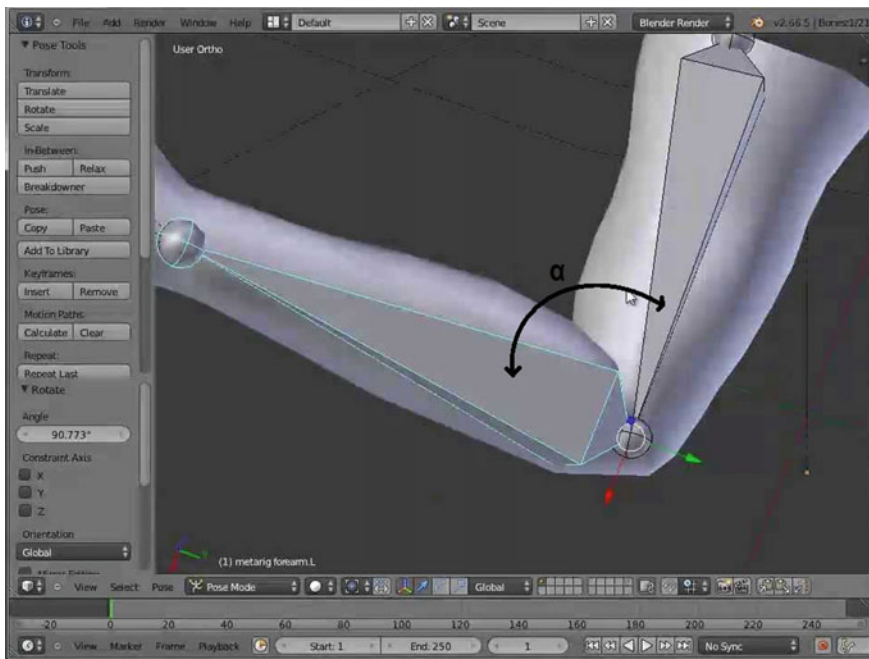 File Add Render Window Help Default Scene Blender Render v2.66.5 | Bones:1/21
Pose Tools
User Ortho
Transform:
Translate
Rotate
Scale
In-Between:
Push Relax
Breakdowner
Pose:
Copy Paste
Add To Library
Keyframes:
Insert Remove
Motion Paths:
Calculate Clear
Repeat:
Repeat Last
Rotate
Angle
90.773°
Constraint Axis
X
Y
Z
Orientation
Global
α
(1) metarig forearm.L
View Select Pose Pose Mode Global
-20 0 20 40 60 80 100 120 140 160 180 200 220 240 260
View Marker Frame Playback Start: 1 End: 250 1 No Sync